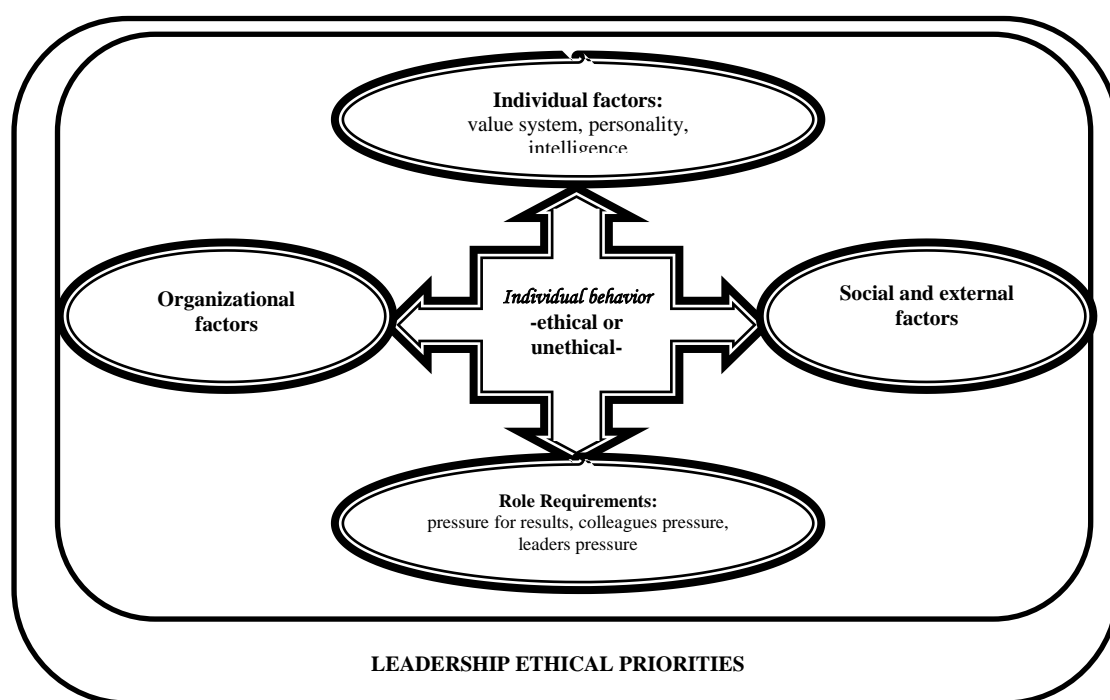 Individual factors:
value system, personality,
intelligence
Organizational
factors
Individual behavior
-ethical or
unethical-
Social and external
factors
Role Requirements:
pressure for results, colleagues pressure,
leaders pressure
LEADERSHIP ETHICAL PRIORITIES